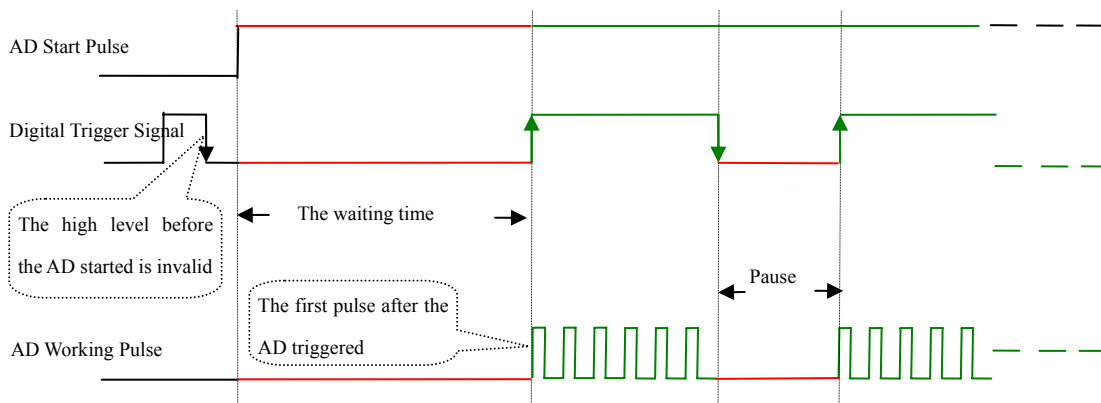 AD Start Pulse
Digital Trigger Signal
The high level before
the AD started is invalid
The waiting time
Pause
The first pulse after the
AD triggered
AD Working Pulse